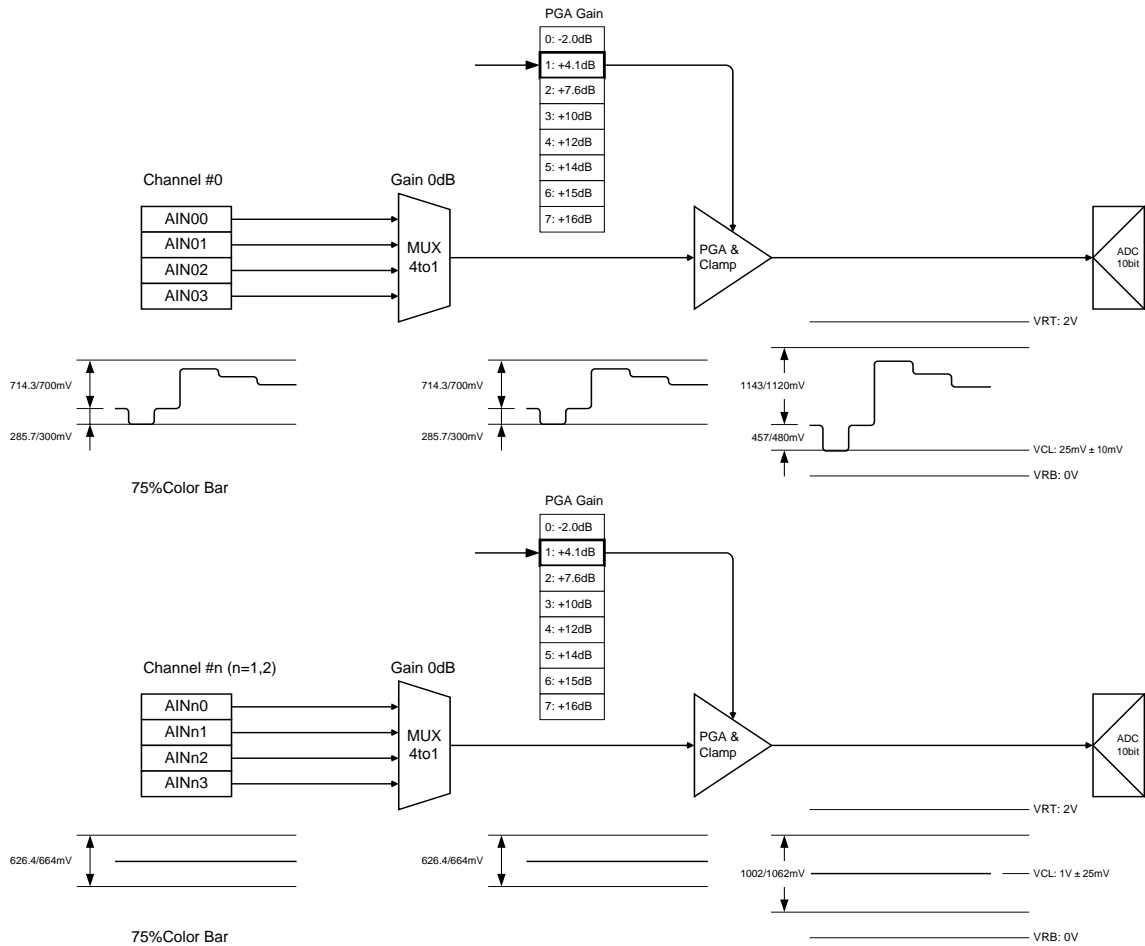 PGA Gain
0: -2.0dB
1: +4.1dB
2: +7.6dB
3: +10dB
4: +12dB
5: +14dB
6: +15dB
7: +16dB
Channel #0
Gain 0dB
AIN00
AIN01
AIN02
AIN03
MUX
4to1
PGA &
Clamp
ADC
10bit
VRT: 2V
714.3/700mV
285.7/300mV
714.3/700mV
285.7/300mV
1143/1120mV
457/480mV
VCL: 25mV ± 10mV
VRB: 0V
75%Color Bar
PGA Gain
0: -2.0dB
1: +4.1dB
2: +7.6dB
3: +10dB
4: +12dB
5: +14dB
6: +15dB
7: +16dB
Channel #n (n=1,2)
Gain 0dB
AINn0
AINn1
AINn2
AINn3
MUX
4to1
PGA &
Clamp
ADC
10bit
VRT: 2V
626.4/664mV
626.4/664mV
1002/1062mV
VCL: 1V ± 25mV
75%Color Bar
VRB: 0V